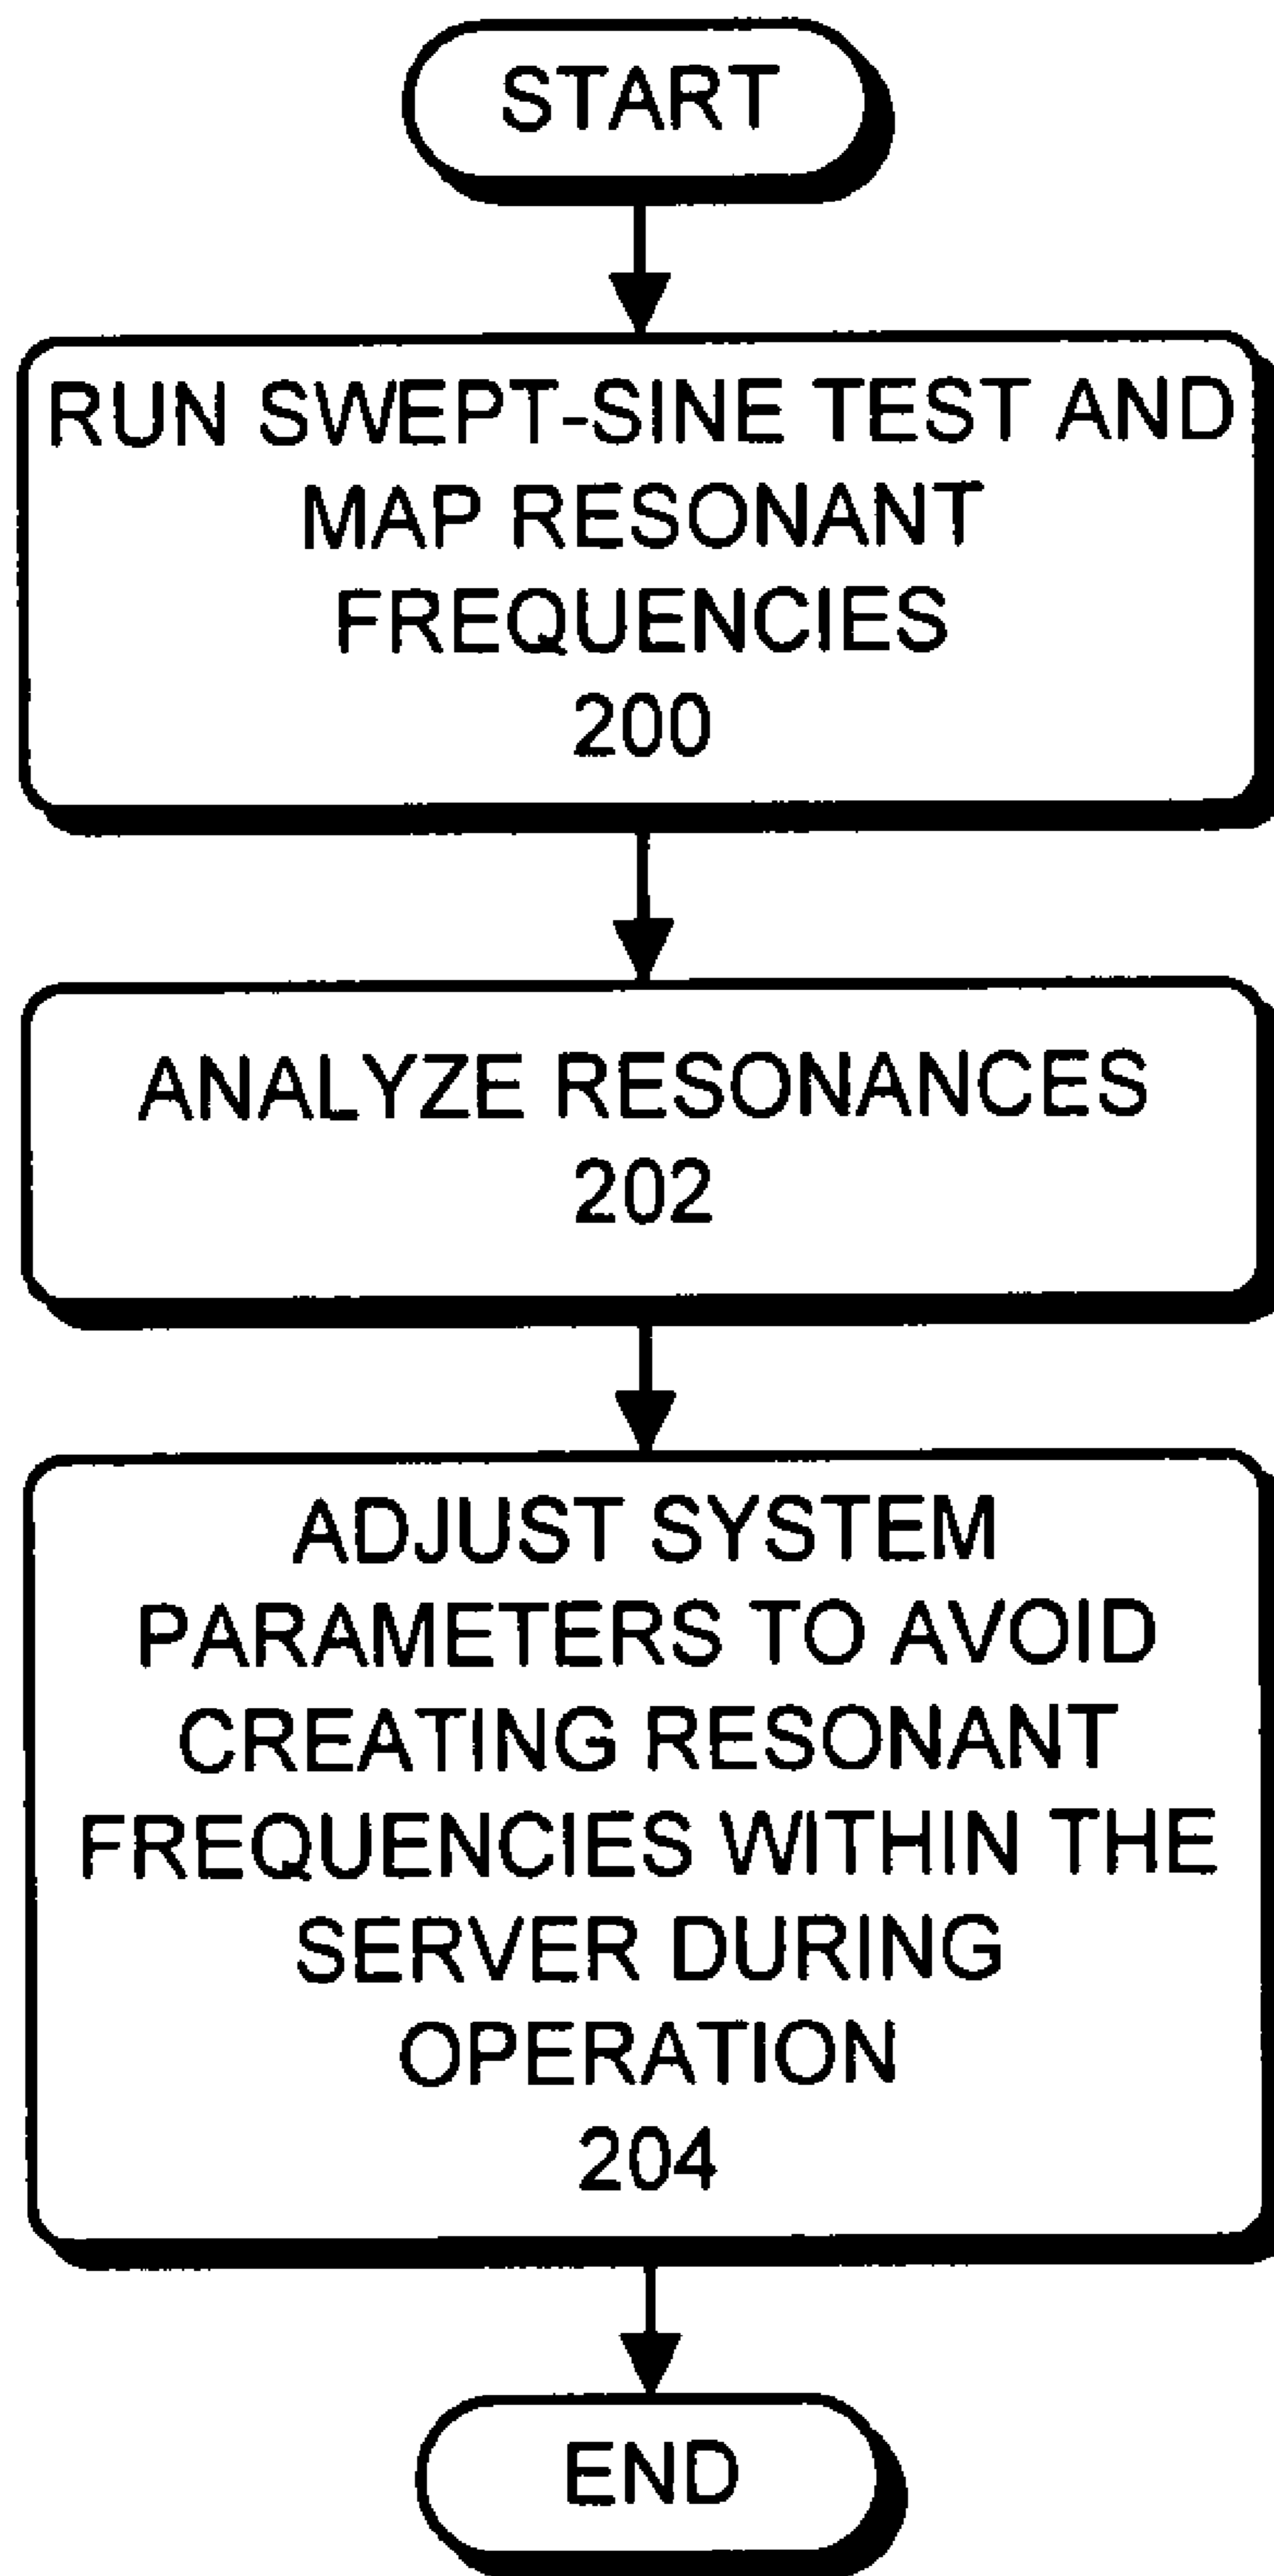 START
RUN SWEPT-SINE TEST AND
MAP RESONANT
FREQUENCIES
200
ANALYZE RESONANCES
202
ADJUST SYSTEM
PARAMETERS TO AVOID
CREATING RESONANT
FREQUENCIES WITHIN THE
SERVER DURING
OPERATION
204
END